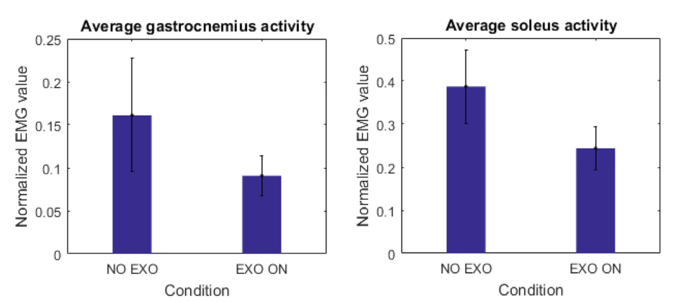 Average gastrocnemius activity
Normalized EMG value
0.25
0.2
0.15
0.1
0.05
0
NO EXO
EXO ON
Condition
Average soleus activity
Normalized EMG value
0.5
0.4
0.3
0.2
0.1
0
NO EXO
EXO ON
Condition